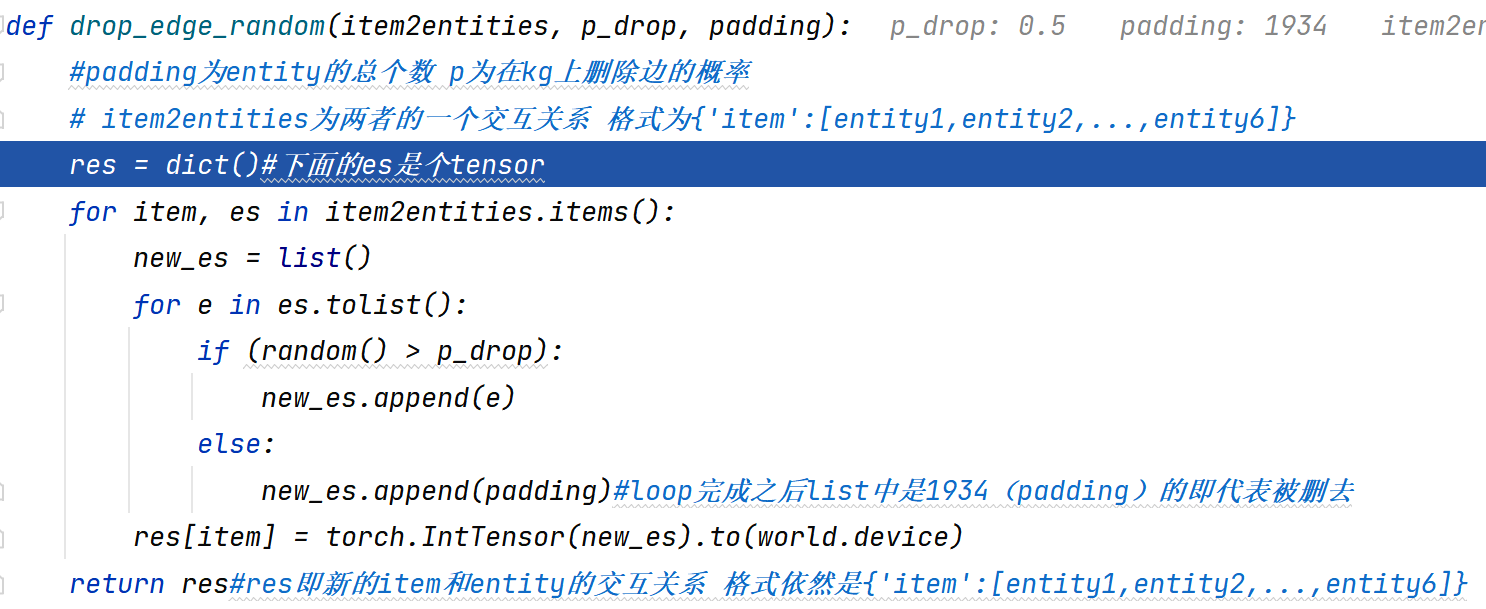 def drop_edge_random(item2entities, p_drop, padding): p_drop: 0.5 padding: 1934 item2en
#padding为entity的总个数 p为在kg上删除边的概率
# item2entities为两者的一个交互关系 格式为{'item':[entity1,entity2,...,entity6]}
res = dict()#下面的es是个tensor
for item, es in item2entities.items():
new_es = list()
for e in es.tolist():
if (random() > p_drop):
new_es.append(e)
else:
new_es.append(padding)#loop完成之后list中是1934（padding）的即代表被删去
res[item] = torch.IntTensor(new_es).to(world.device)
return res#res即新的item和entity的交互关系 格式依然是{'item':[entity1,entity2,...,entity6]}